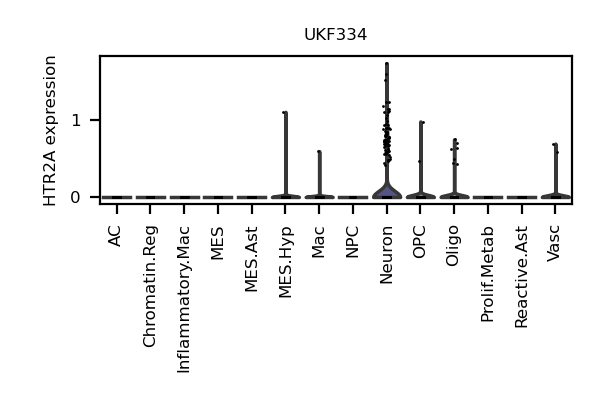 UKF334
HTR2A expression
1
0
AC
Chromatin.Reg
Inflammatory.Mac
MES
MES.Ast
MES.Hyp
Mac
NPC
Neuron
OPC
Oligo
Prolif.Metab
Reactive.Ast
Vasc